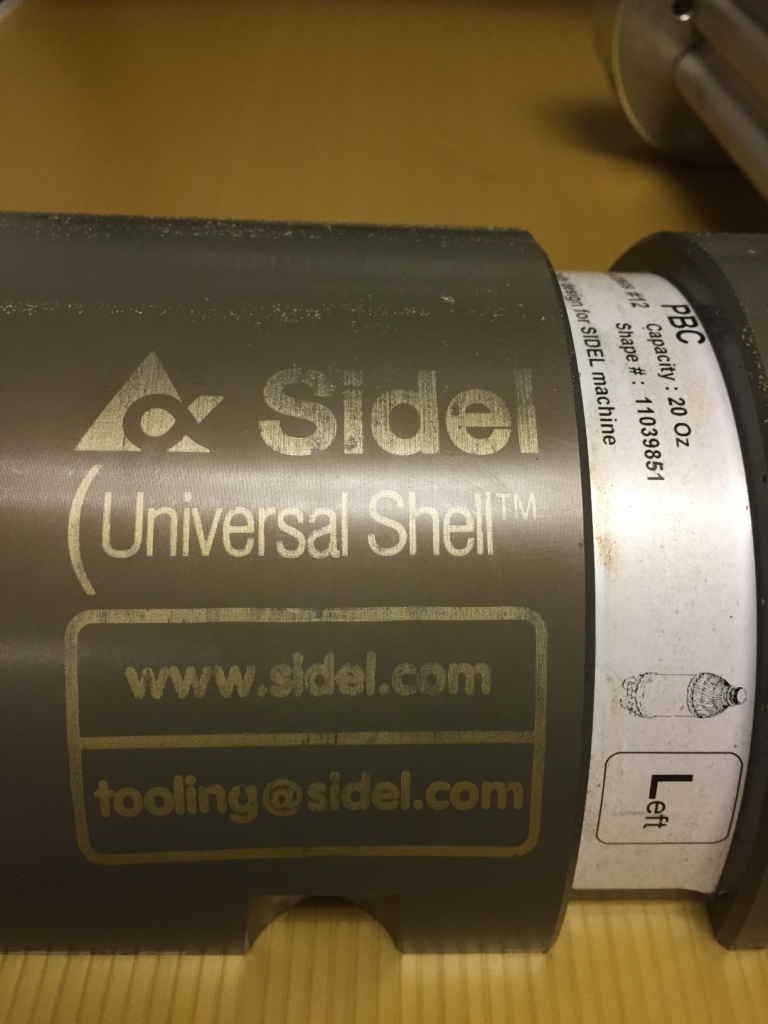 Sidel
(Universal Shell™
www.sidel.com
tooling@sidel.com
PBC
Capacity : 20 Oz
#12
Shape # : 11039851
design for SIDEL machine
Left